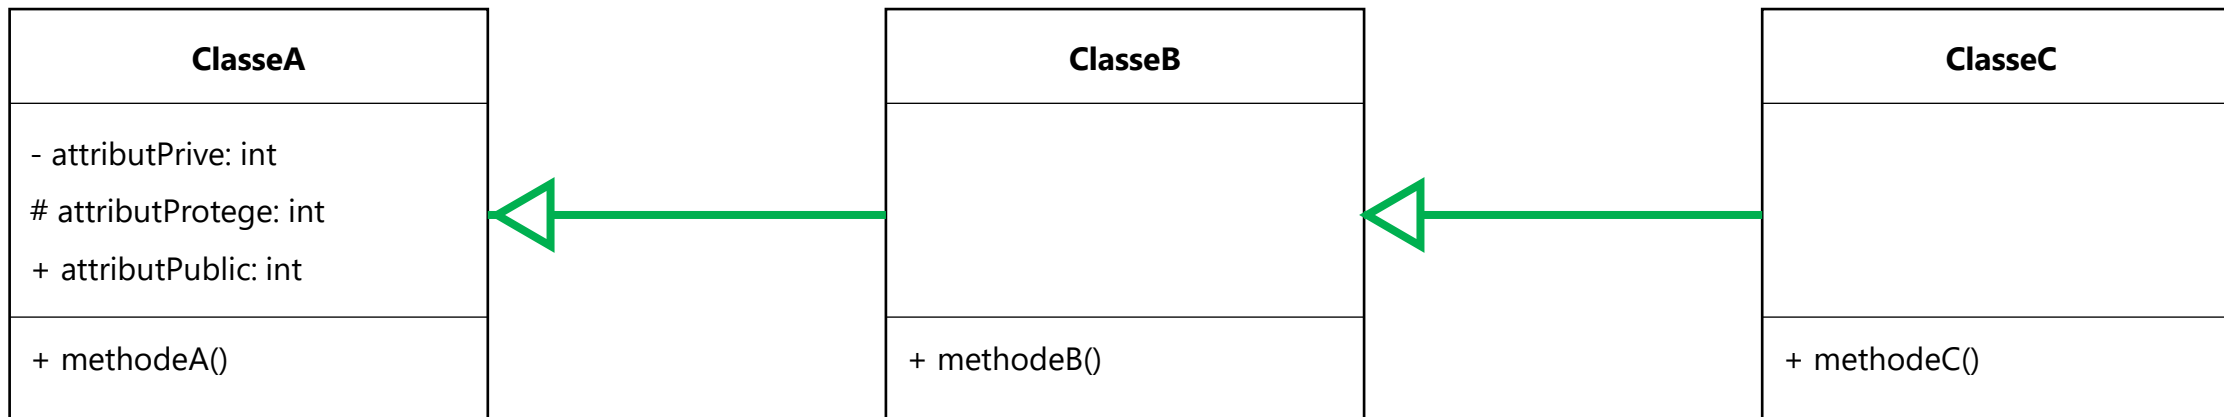 ClasseA
- attributPrive: int
# attributProtege: int
+ attributPublic: int
+ methodeA()
ClasseB
+ methodeB()
ClasseC
+ methodeC()